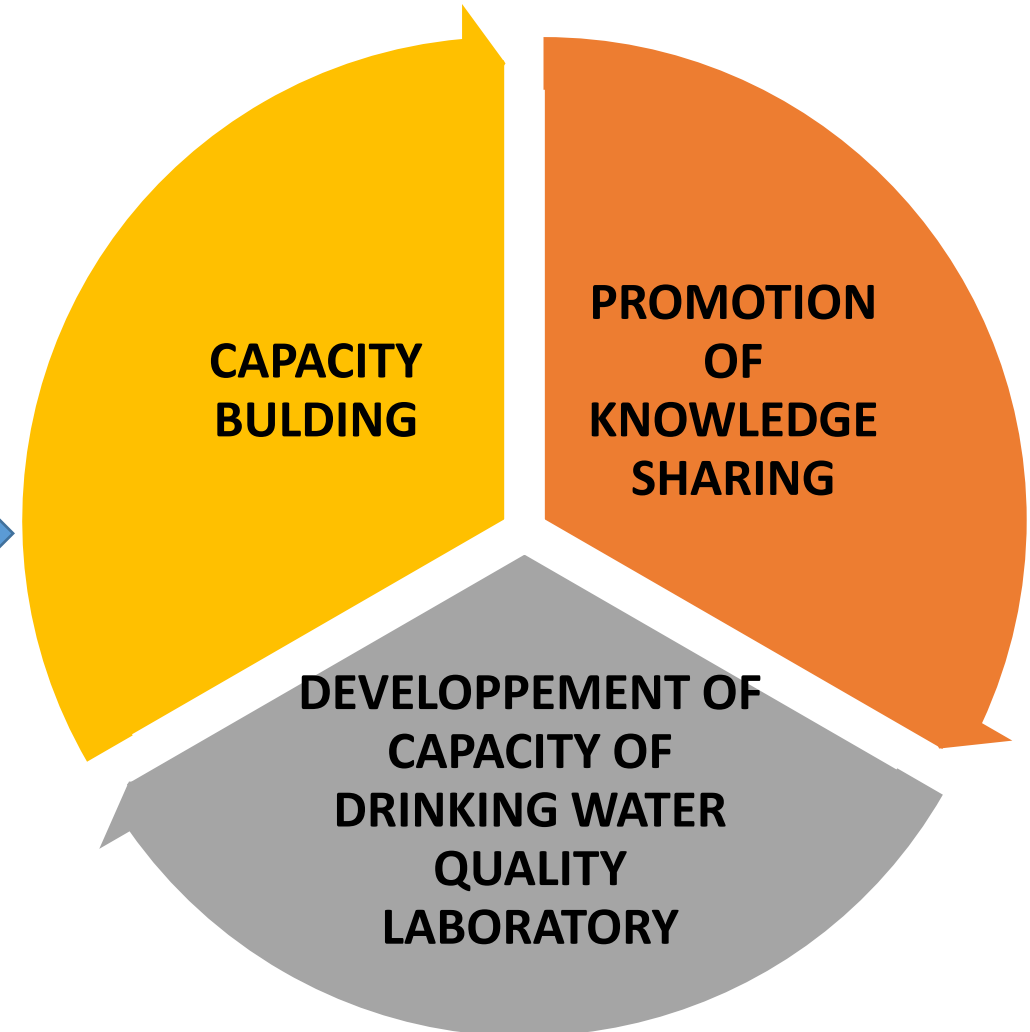 CAPACITY
BULDING
PROMOTION
OF
KNOWLEDGE
SHARING
DEVELOPPEMENT OF
CAPACITY OF
DRINKING WATER
QUALITY
LABORATORY